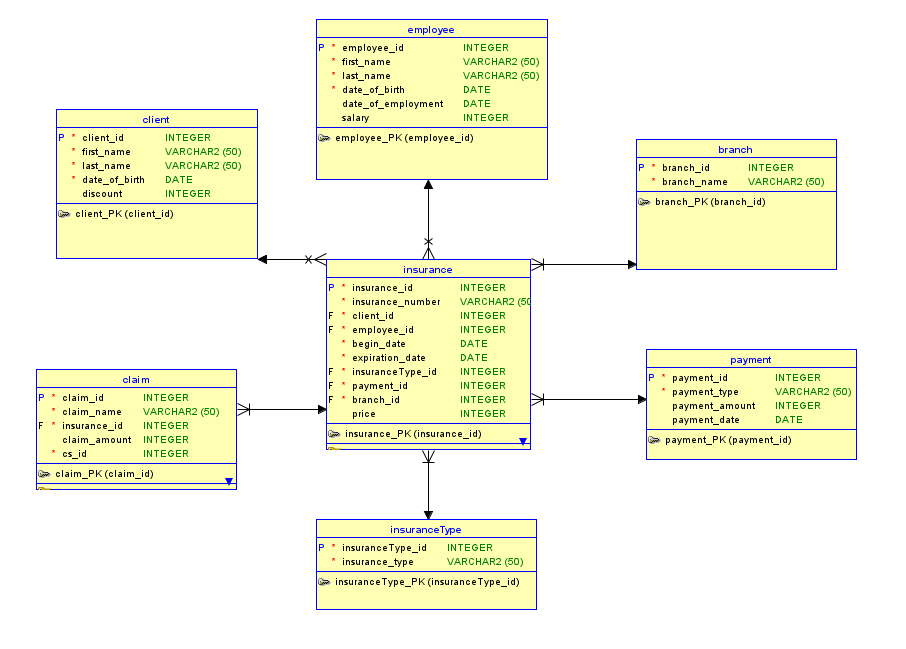 employee
P * employee_id INTEGER
* first_name VARCHAR2 (50)
* last_name VARCHAR2 (50)
* date_of_birth DATE
date_of_employment DATE
salary INTEGER
employee_PK (employee_id)
client
P * client_id INTEGER
* first_name VARCHAR2 (50)
* last_name VARCHAR2 (50)
* date_of_birth DATE
discount INTEGER
client_PK (client_id)
branch
P * branch_id INTEGER
* branch_name VARCHAR2 (50)
branch_PK (branch_id)
insurance
P * insurance_id INTEGER
* insurance_number VARCHAR2 (50
F * client_id INTEGER
F * employee_id INTEGER
* begin_date DATE
* expiration_date DATE
F * insuranceType_id INTEGER
F * payment_id INTEGER
F * branch_id INTEGER
price INTEGER
insurance_PK (insurance_id)
claim
P * claim_id INTEGER
* claim_name VARCHAR2 (50)
F * insurance_id INTEGER
claim_amount INTEGER
* cs_id INTEGER
claim_PK (claim_id)
payment
P * payment_id INTEGER
* payment_type VARCHAR2 (50)
payment_amount INTEGER
payment_date DATE
payment_PK (payment_id)
insuranceType
P * insuranceType_id INTEGER
* insurance_type VARCHAR2 (50)
insuranceType_PK (insuranceType_id)